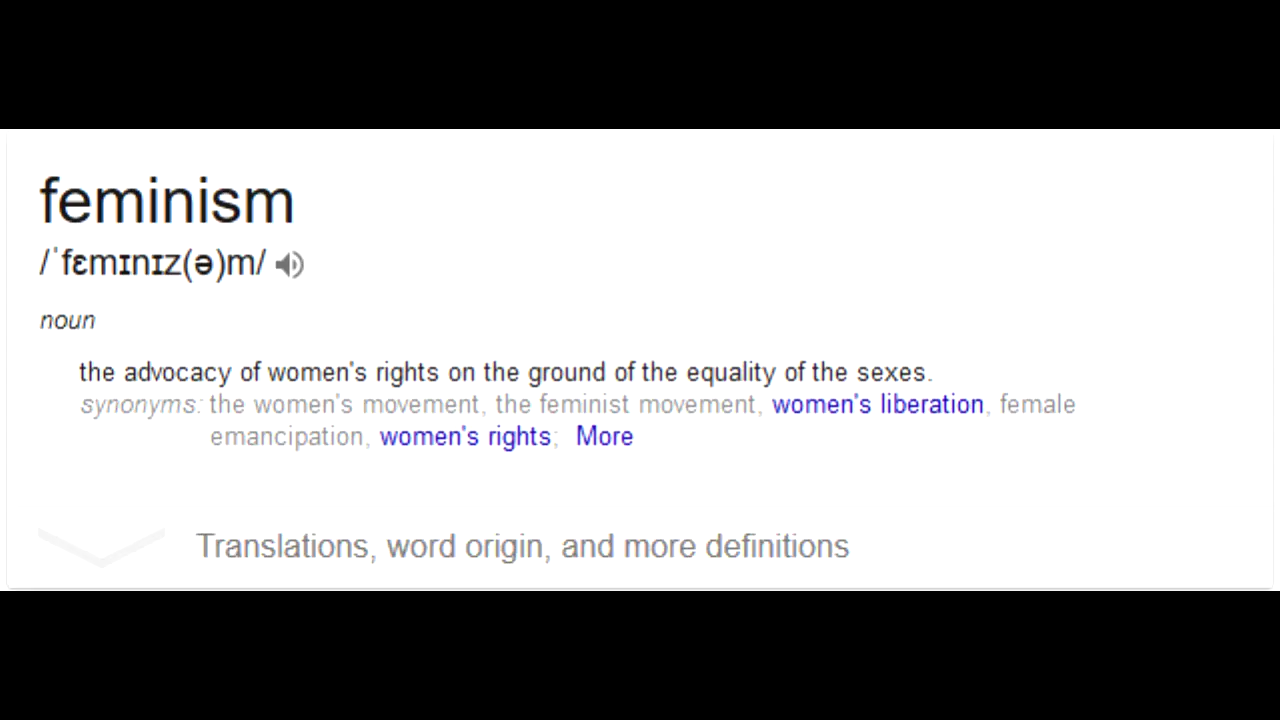 feminism
/ˈfɛmɪnɪz(ə)m/
noun
the advocacy of women's rights on the ground of the equality of the sexes.
synonyms: the women's movement, the feminist movement, women's liberation, female
emancipation, women's rights; More
Translations, word origin, and more definitions